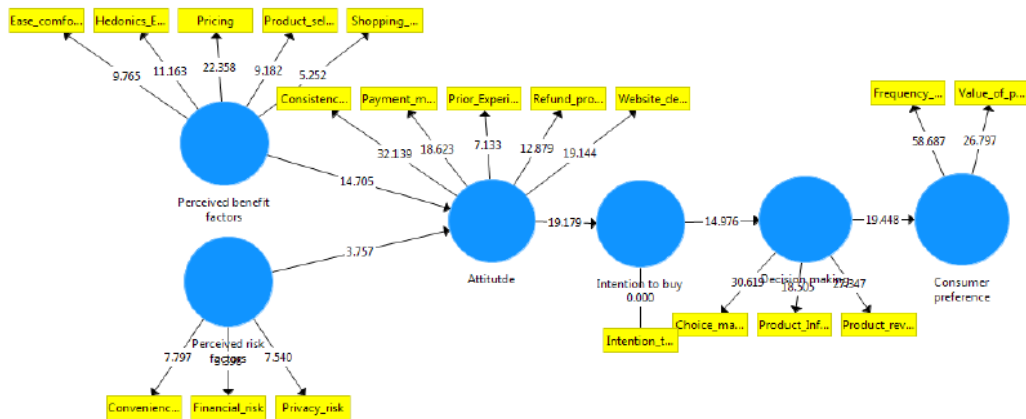 Ease_comfo...
Hedonics_E...
Pricing
Product_sel...
Shopping_...
9.765
11.163
22.358
9.182
5.252
Consistenc...
Payment_m...
Prior_Experi...
Refund_pro...
Website_de...
Frequency_...
Value_of_p...
32.139
18.623
7.133
12.879
19.144
58.687
26.797
Perceived benefit
factors
14.705
3.757
Attitutde
19.179
Intention to buy
0.000
14.976
Decision making
19.448
Consumer
preference
30.619
18.505
Choice_ma...
Product_Inf...
Product_rev...
Intention_t...
Perceived risk
factors
7.797
7.540
Convenienc...
Financial_risk
Privacy_risk